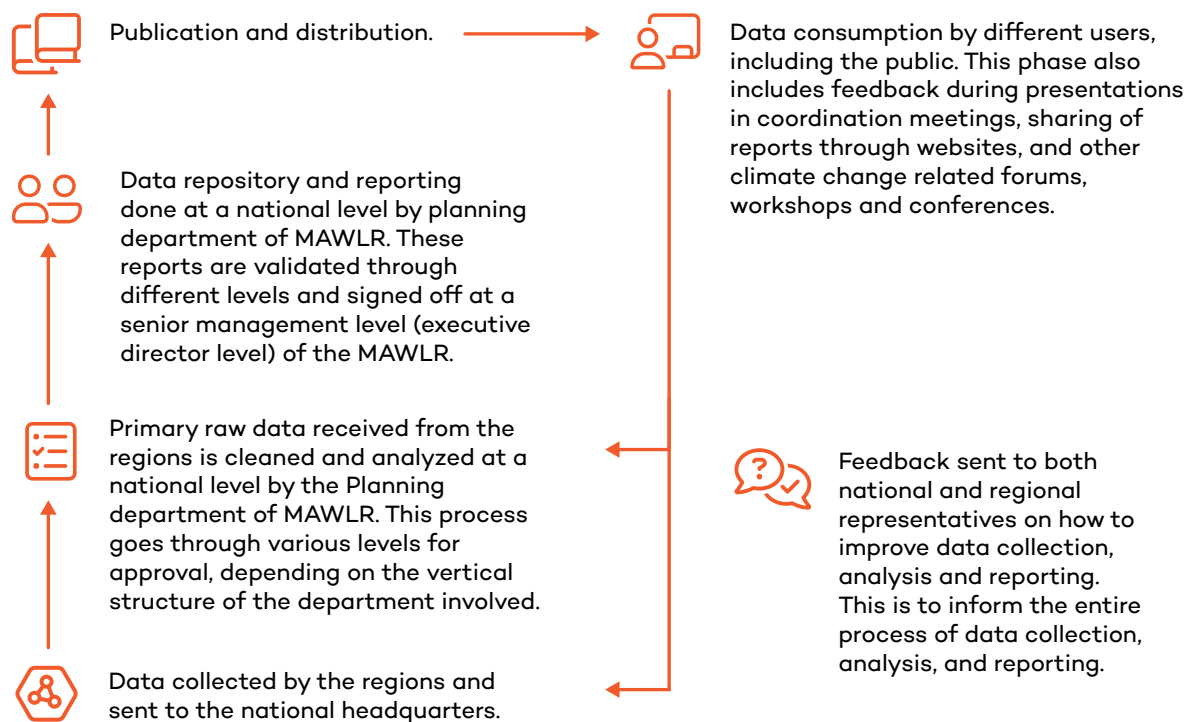 Publication and distribution.
Data consumption by different users,
including the public. This phase also
includes feedback during presentations
in coordination meetings, sharing of
reports through websites, and other
climate change related forums,
workshops and conferences.
Data repository and reporting
done at a national level by planning
department of MAWLR. These
reports are validated through
different levels and signed off at a
senior management level (executive
director level) of the MAWLR.
Primary raw data received from the
regions is cleaned and analyzed at a
national level by the Planning
department of MAWLR. This process
goes through various levels for
approval, depending on the vertical
structure of the department involved.
?
Feedback sent to both
national and regional
representatives on how to
improve data collection,
analysis and reporting.
This is to inform the entire
process of data collection,
analysis, and reporting.
Data collected by the regions and
sent to the national headquarters.